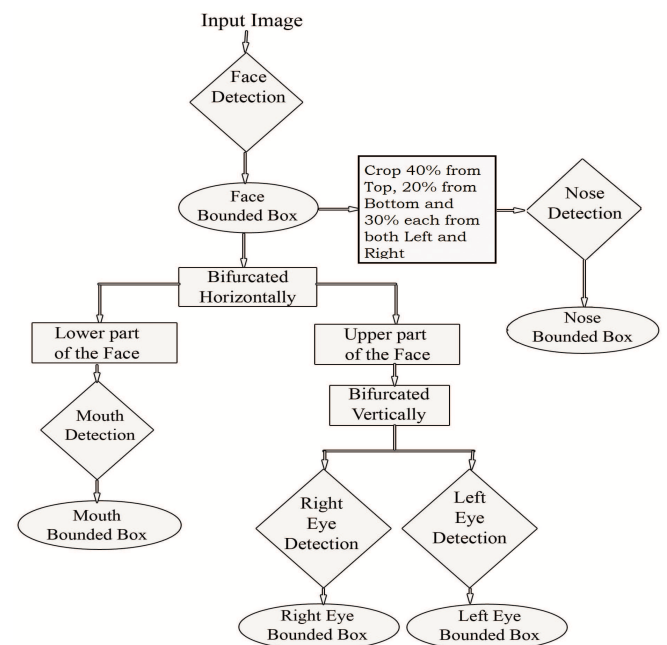 Input Image
Face
Detection
Face
Bounded Box
Crop 40% from
Top, 20% from
Bottom and
30% each from
both Left and
Right
Nose
Detection
Nose
Bounded Box
Bifurcated
Horizontally
Lower part
of the Face
Upper part
of the Face
Mouth
Detection
Mouth
Bounded Box
Bifurcated
Vertically
Right
Eye
Detection
Left
Eye
Detection
Right Eye
Bounded Box
Left Eye
Bounded Box